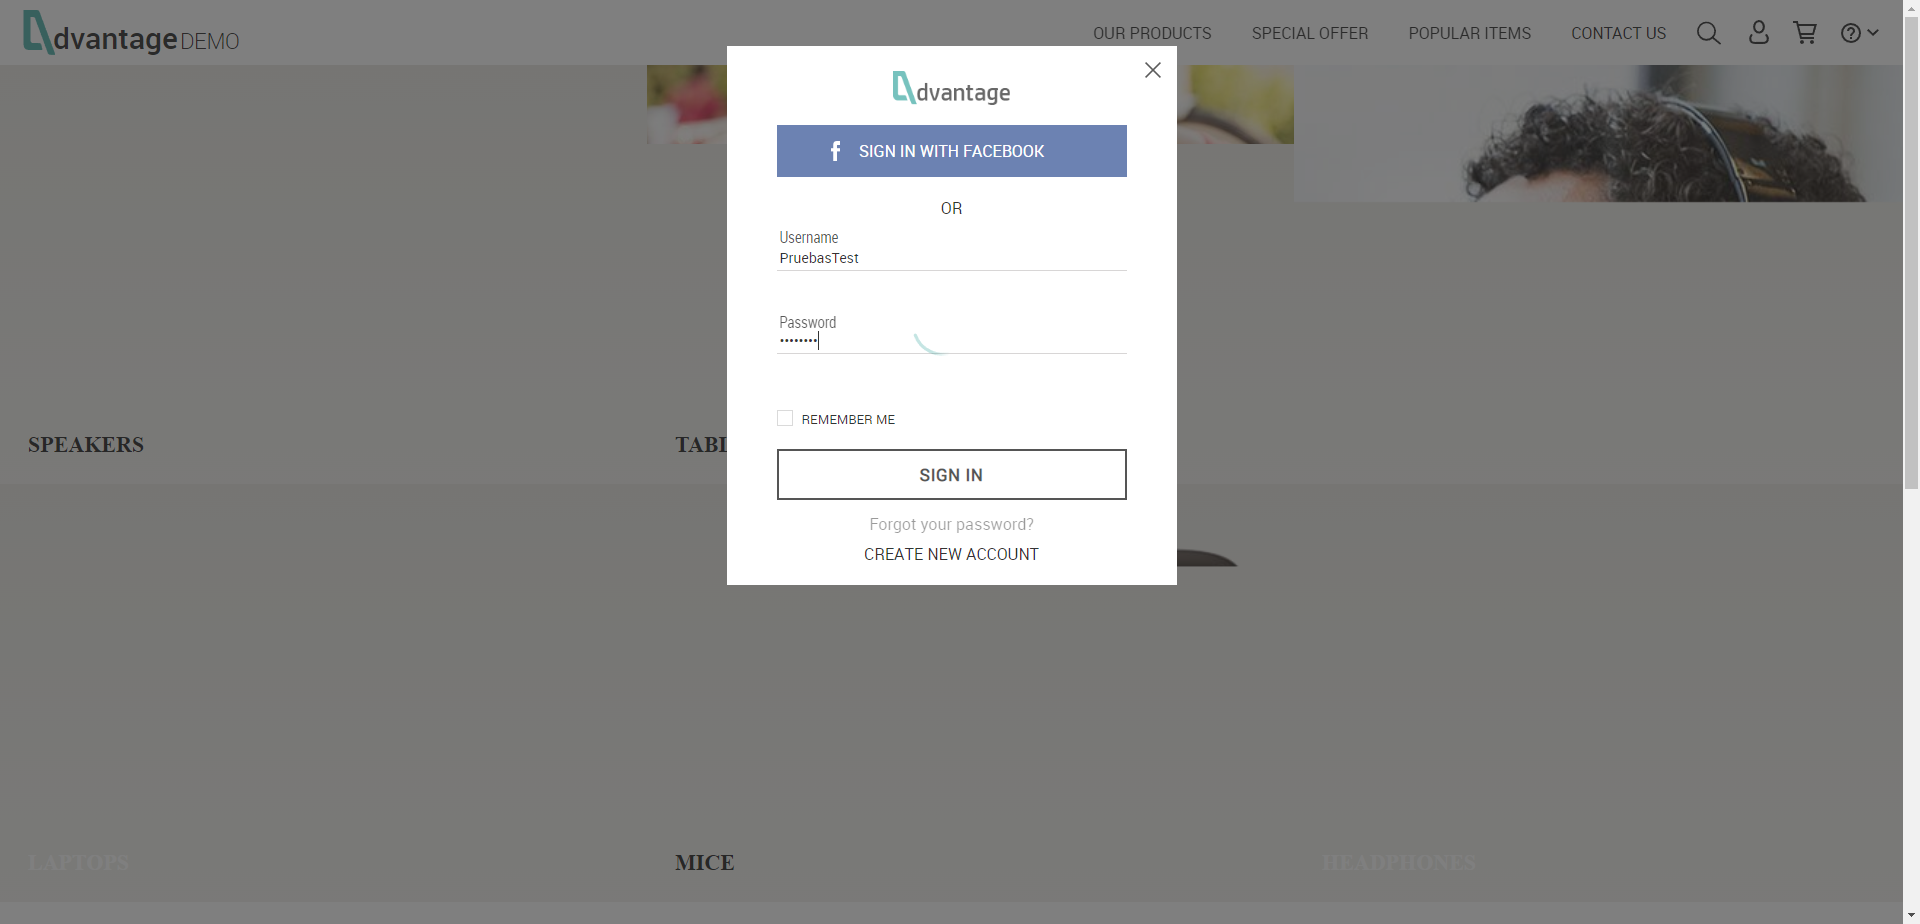 dvantage DEMO
OUR PRODUCTS
SPECIAL OFFER
POPULAR ITEMS
CONTACT US
dvantage
f SIGN IN WITH FACEBOOK
OR
Username
PruebasTest
Password
••••••••
REMEMBER ME
SIGN IN
Forgot your password?
CREATE NEW ACCOUNT
SPEAKERS
TABL
LAPTOPS
MICE
HEADPHONES